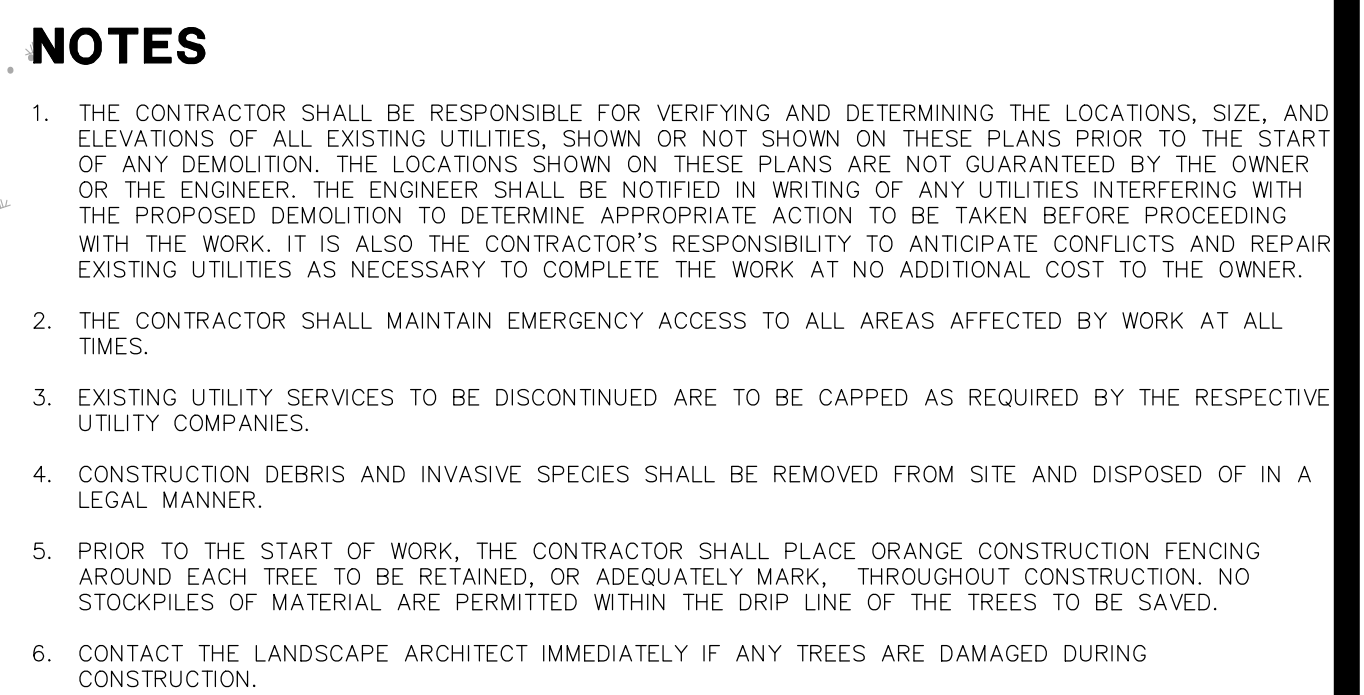 NOTES
1. THE CONTRACTOR SHALL BE RESPONSIBLE FOR VERIFYING AND DETERMINING THE LOCATIONS, SIZE, AND
ELEVATIONS OF ALL EXISTING UTILITIES, SHOWN OR NOT SHOWN ON THESE PLANS PRIOR TO THE START
OF ANY DEMOLITION. THE LOCATIONS SHOWN ON THESE PLANS ARE NOT GUARANTEED BY THE OWNER
OR THE ENGINEER. THE ENGINEER SHALL BE NOTIFIED IN WRITING OF ANY UTILITIES INTERFERING WITH
THE PROPOSED DEMOLITION TO DETERMINE APPROPRIATE ACTION TO BE TAKEN BEFORE PROCEEDING
WITH THE WORK. IT IS ALSO THE CONTRACTOR'S RESPONSIBILITY TO ANTICIPATE CONFLICTS AND REPAIR
EXISTING UTILITIES AS NECESSARY TO COMPLETE THE WORK AT NO ADDITIONAL COST TO THE OWNER.
2. THE CONTRACTOR SHALL MAINTAIN EMERGENCY ACCESS TO ALL AREAS AFFECTED BY WORK AT ALL
TIMES.
3. EXISTING UTILITY SERVICES TO BE DISCONTINUED ARE TO BE CAPPED AS REQUIRED BY THE RESPECTIVE
UTILITY COMPANIES.
4. CONSTRUCTION DEBRIS AND INVASIVE SPECIES SHALL BE REMOVED FROM SITE AND DISPOSED OF IN A
LEGAL MANNER.
5. PRIOR TO THE START OF WORK, THE CONTRACTOR SHALL PLACE ORANGE CONSTRUCTION FENCING
AROUND EACH TREE TO BE RETAINED, OR ADEQUATELY MARK, THROUGHOUT CONSTRUCTION. NO
STOCKPILES OF MATERIAL ARE PERMITTED WITHIN THE DRIP LINE OF THE TREES TO BE SAVED.
6. CONTACT THE LANDSCAPE ARCHITECT IMMEDIATELY IF ANY TREES ARE DAMAGED DURING
CONSTRUCTION.